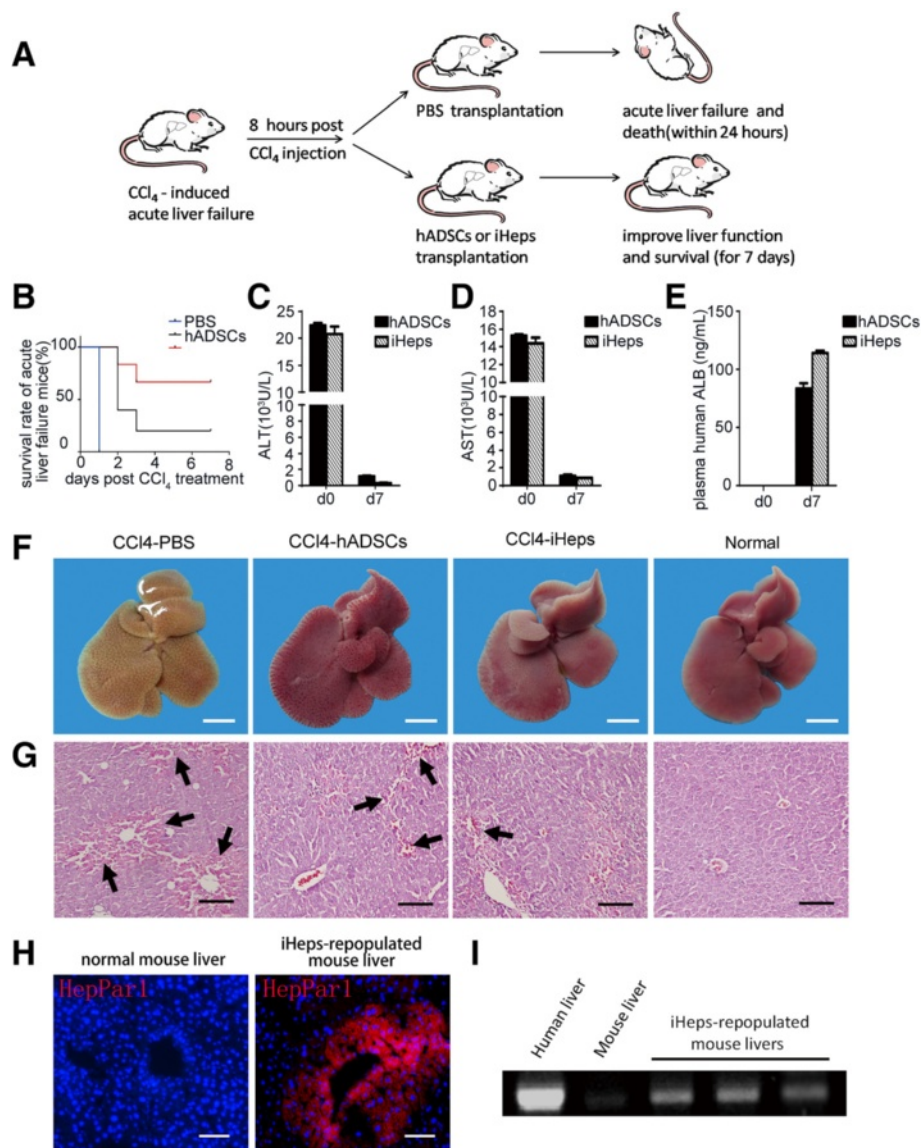 A
8 hours post
CCl4 injection
CCl4 - induced
acute liver failure
PBS transplantation
acute liver failure and
death(within 24 hours)
hADSCs or iHeps
transplantation
improve liver function
and survival (for 7 days)
B
survival rate of acute
liver failure mice(%)
100
50
0
0 2 4 6 8
days post CCl4 treatment
PBS
hADSCs
C
ALT(10³U/L)
25
20
15
10
10
8
6
4
2
0
d0 d7
hADSCs
iHeps
D
AST(10³U/L)
16
14
12
10
10
8
6
4
2
0
d0 d7
hADSCs
iHeps
E
plasma human ALB (ng/mL)
150
100
50
0
d0 d7
hADSCs
iHeps
F
CCl4-PBS CCl4-hADSCs CCl4-iHeps Normal
G
H
normal mouse liver
HepPar1
iHeps-repopulated
mouse liver
HepPar1
I
Human liver
Mouse liver
iHeps-repopulated
mouse livers